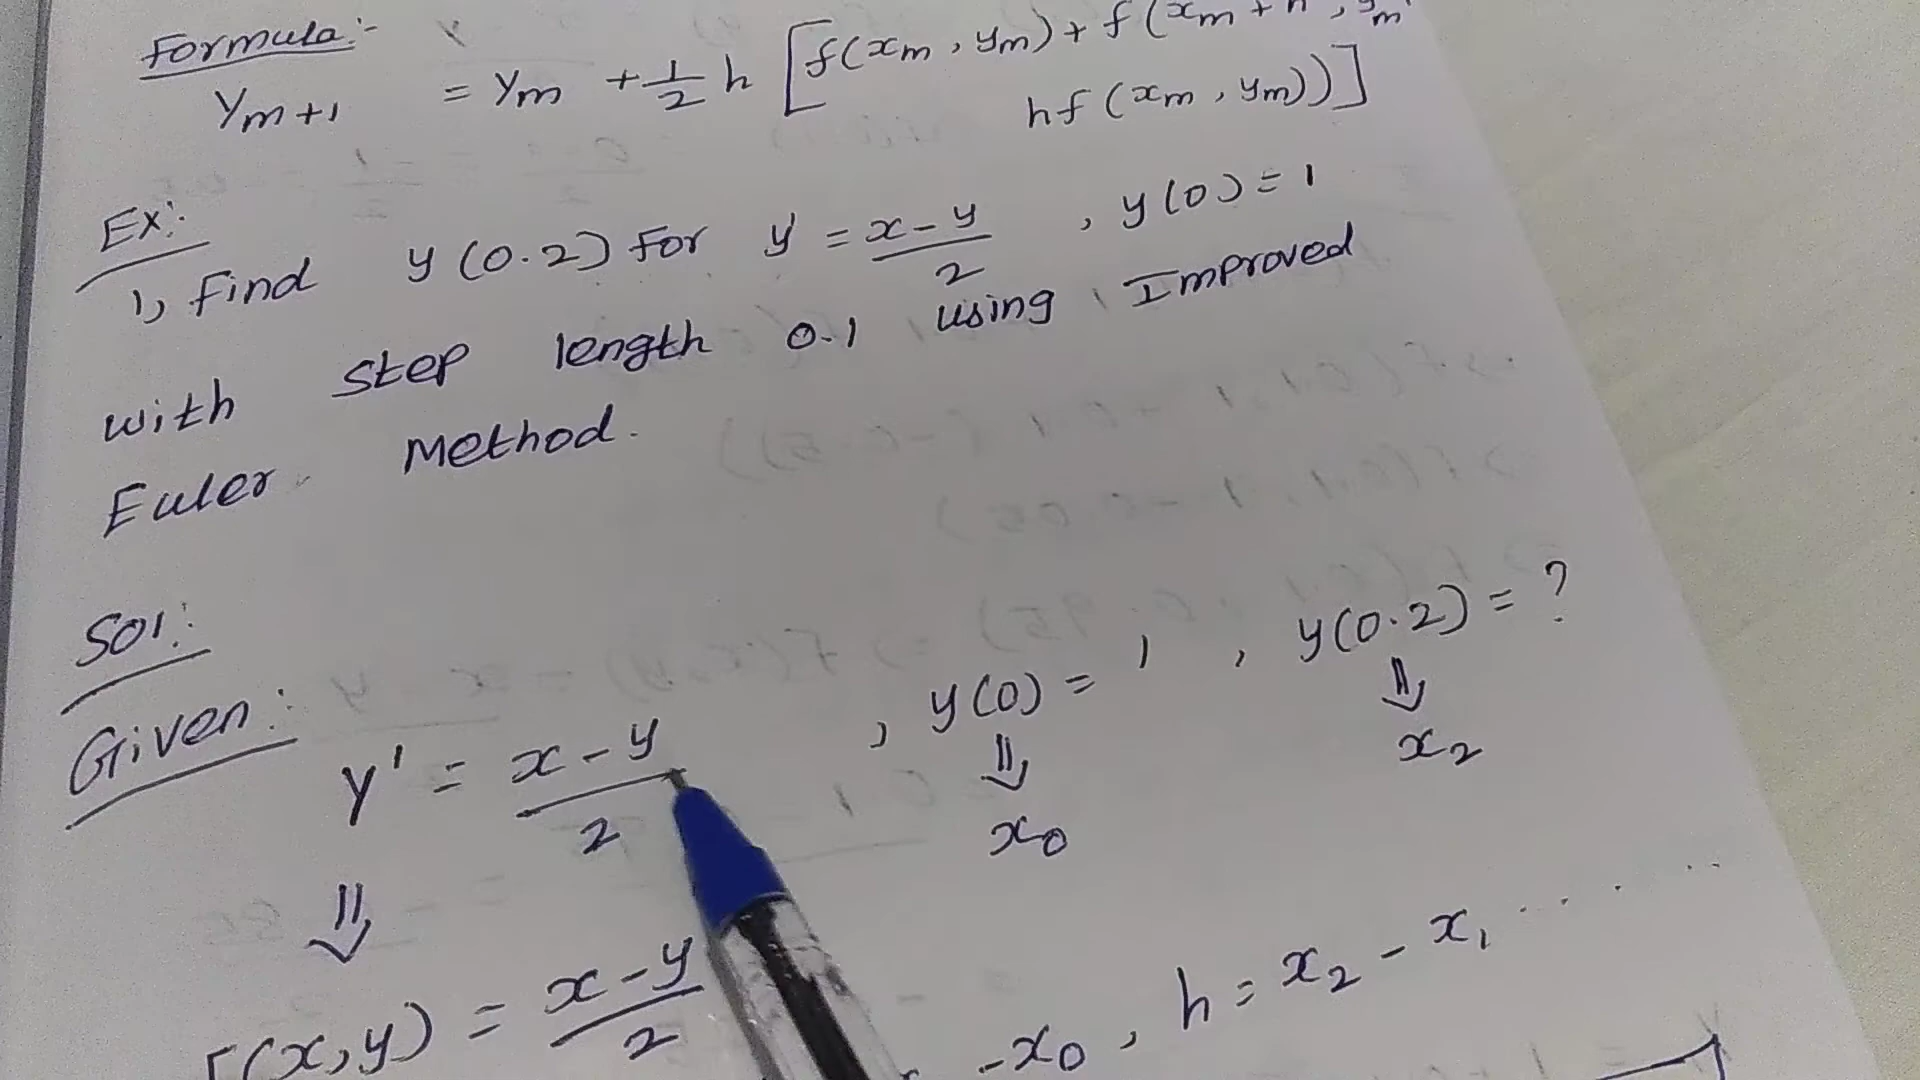 Formula:-
Ym+1 = Ym + 1/2 h [f(xm, ym) + f(xm + h, ym
hf(xm, ym))]
Ex:
1, Find y(0.2) For y' = x-y/2, y(0) = 1
with step length 0.1 using Improved
Euler Method.
Sol:
Given:
y' = x-y/2, y(0) = 1, y(0.2) = ?
⇓ ⇓ ⇓
x0 x2
(x,y) = x-y/2 -x0, h = x2 - x1 ......